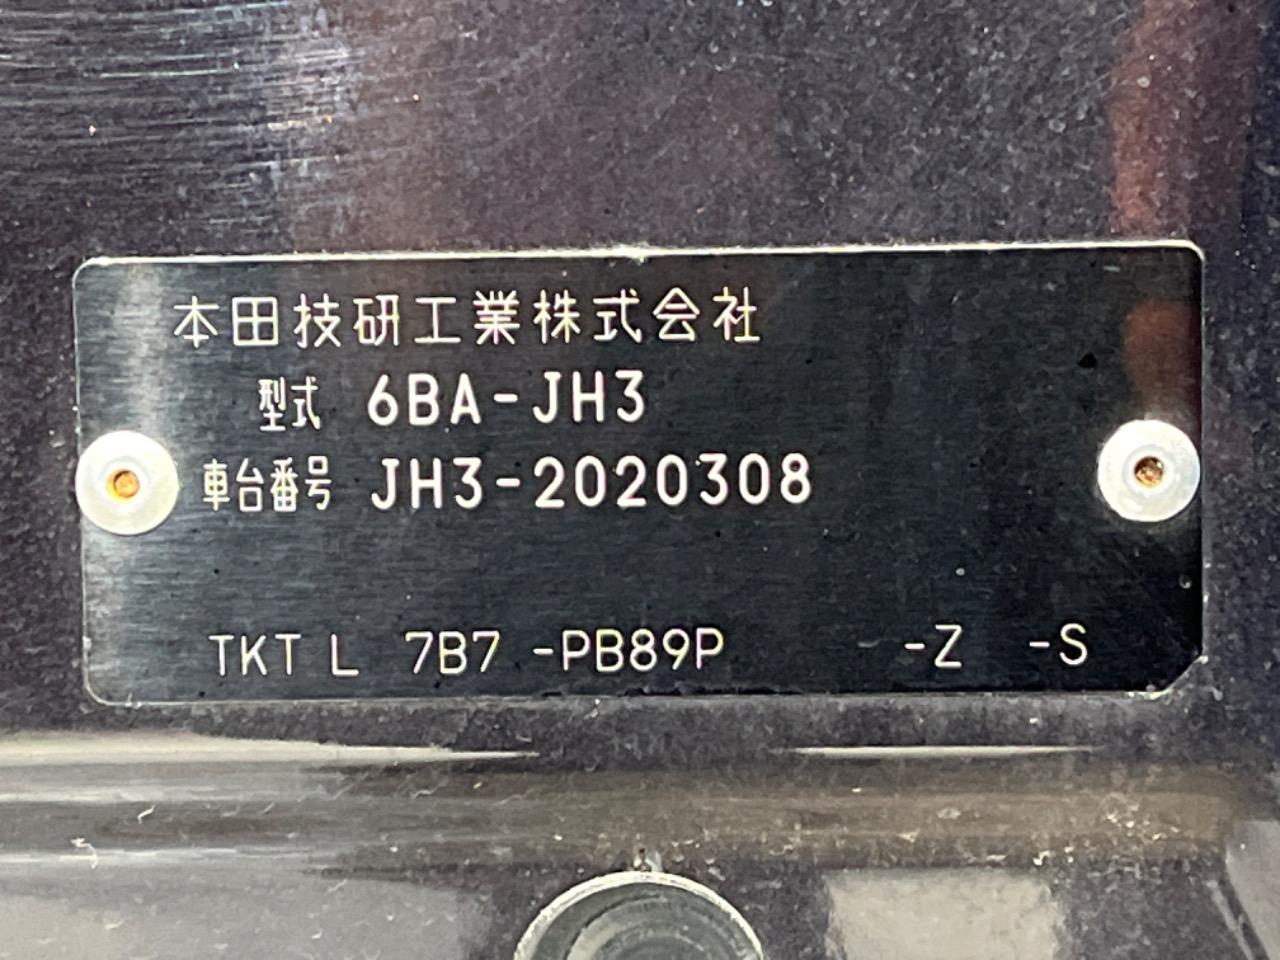 本田技研工業株式会社
型式 6BA-JH3
車台番号 JH3-2020308
TKT L 7B7 -PB89P -Z -S